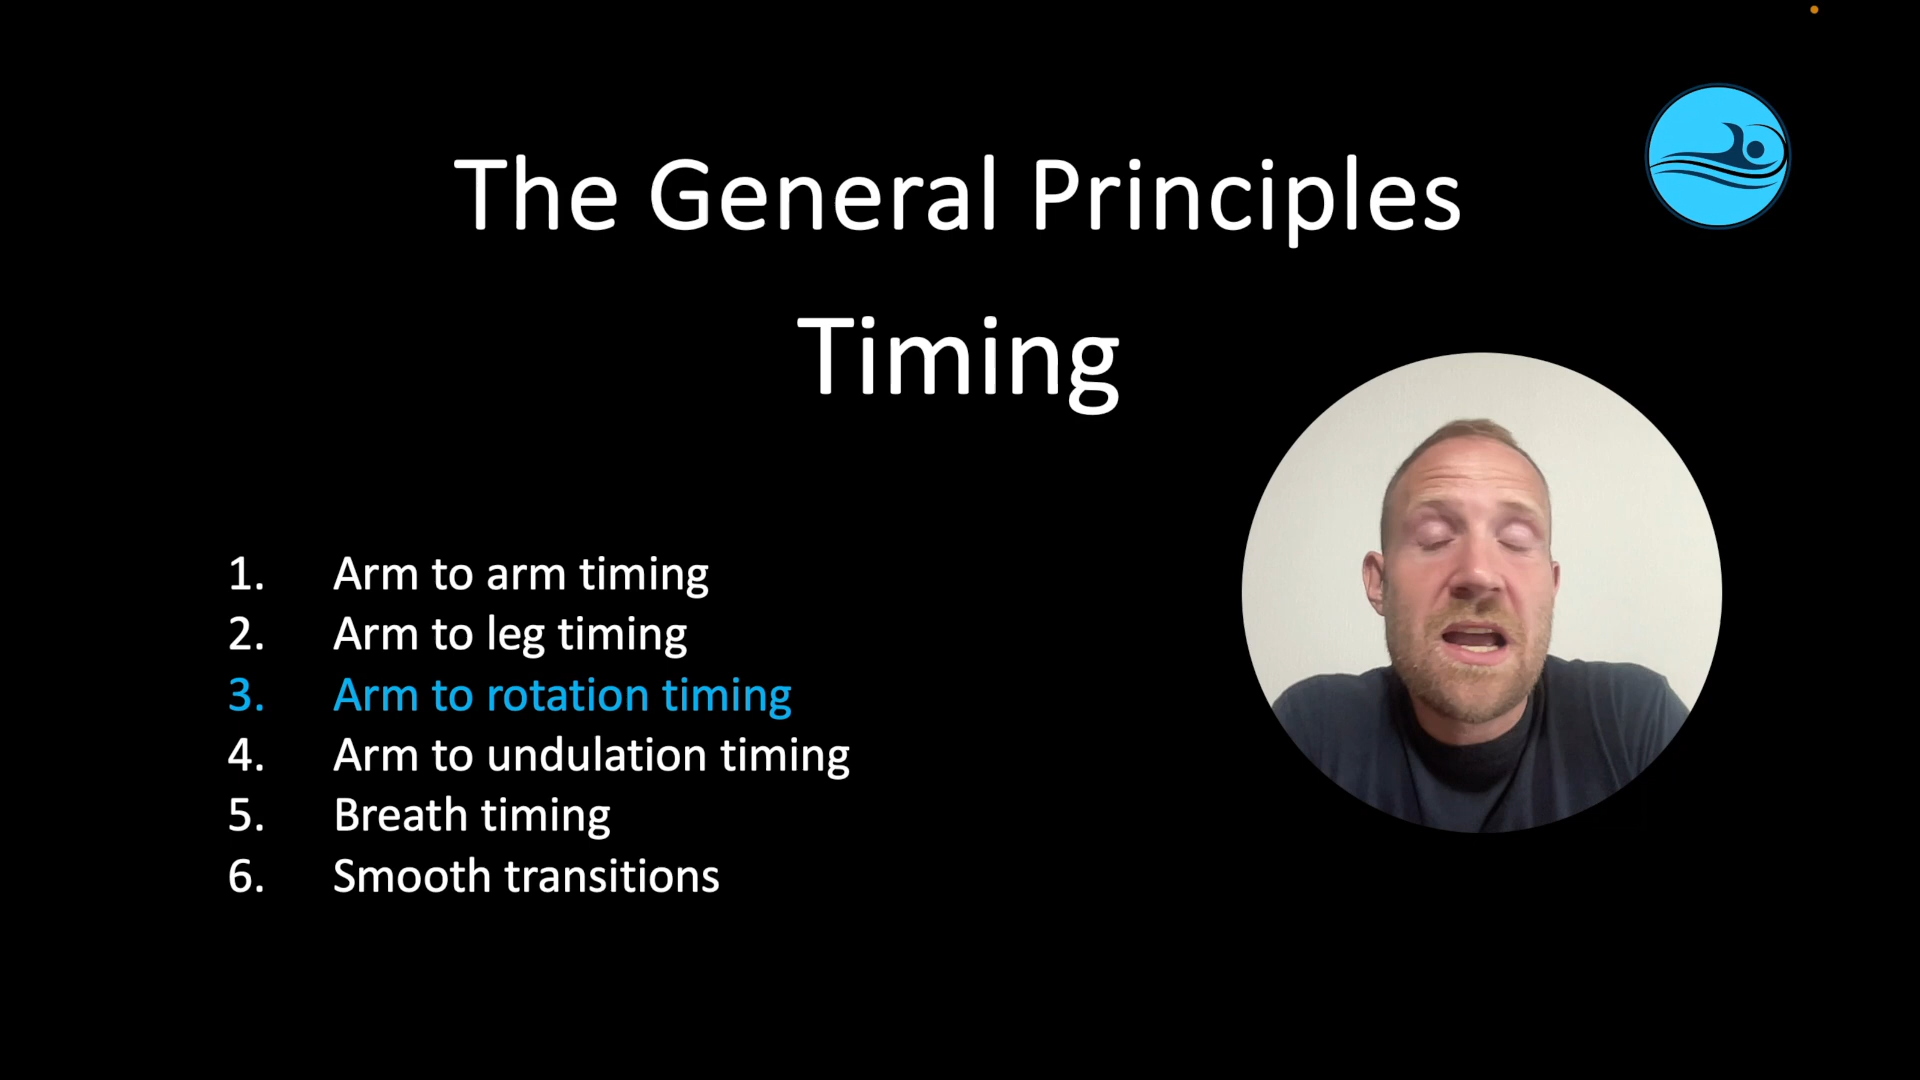 The General Principles
Timing
1. Arm to arm timing
2. Arm to leg timing
3. Arm to rotation timing
4. Arm to undulation timing
5. Breath timing
6. Smooth transitions